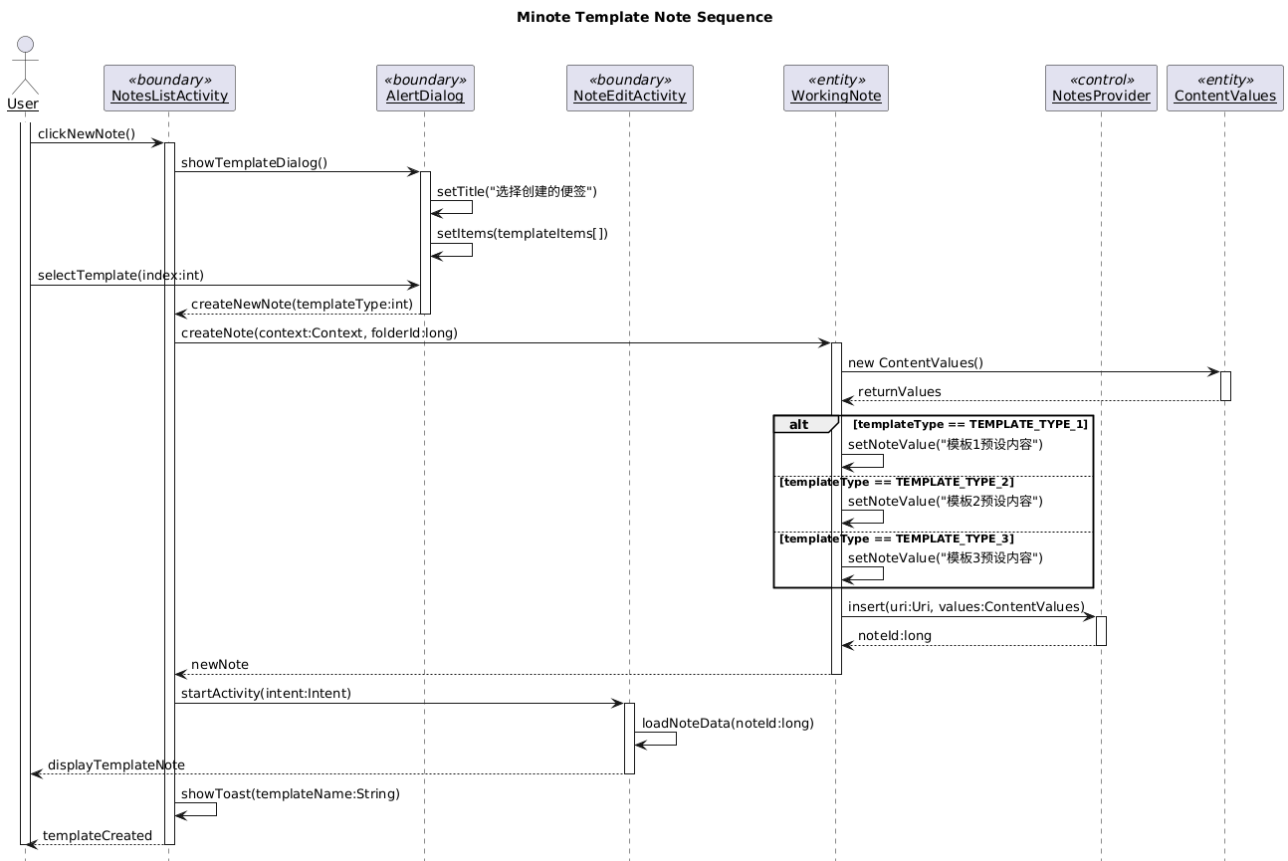 Minote Template Note Sequence
User
«boundary»
NotesListActivity
«boundary»
AlertDialog
«boundary»
NoteEditActivity
«entity»
WorkingNote
«control»
NotesProvider
«entity»
ContentValues
clickNewNote()
showTemplateDialog()
setTitle("选择创建的便签")
setItems(templateItems[])
selectTemplate(index:int)
createNewNote(templateType:int)
createNote(context:Context, folderId:long)
new ContentValues()
returnValues
alt [templateType == TEMPLATE_TYPE_1]
setNoteValue("模板1预设内容")
[templateType == TEMPLATE_TYPE_2]
setNoteValue("模板2预设内容")
[templateType == TEMPLATE_TYPE_3]
setNoteValue("模板3预设内容")
insert(uri:Uri, values:ContentValues)
noteId:long
newNote
startActivity(intent:Intent)
loadNoteData(noteId:long)
displayTemplateNote
showToast(templateName:String)
templateCreated